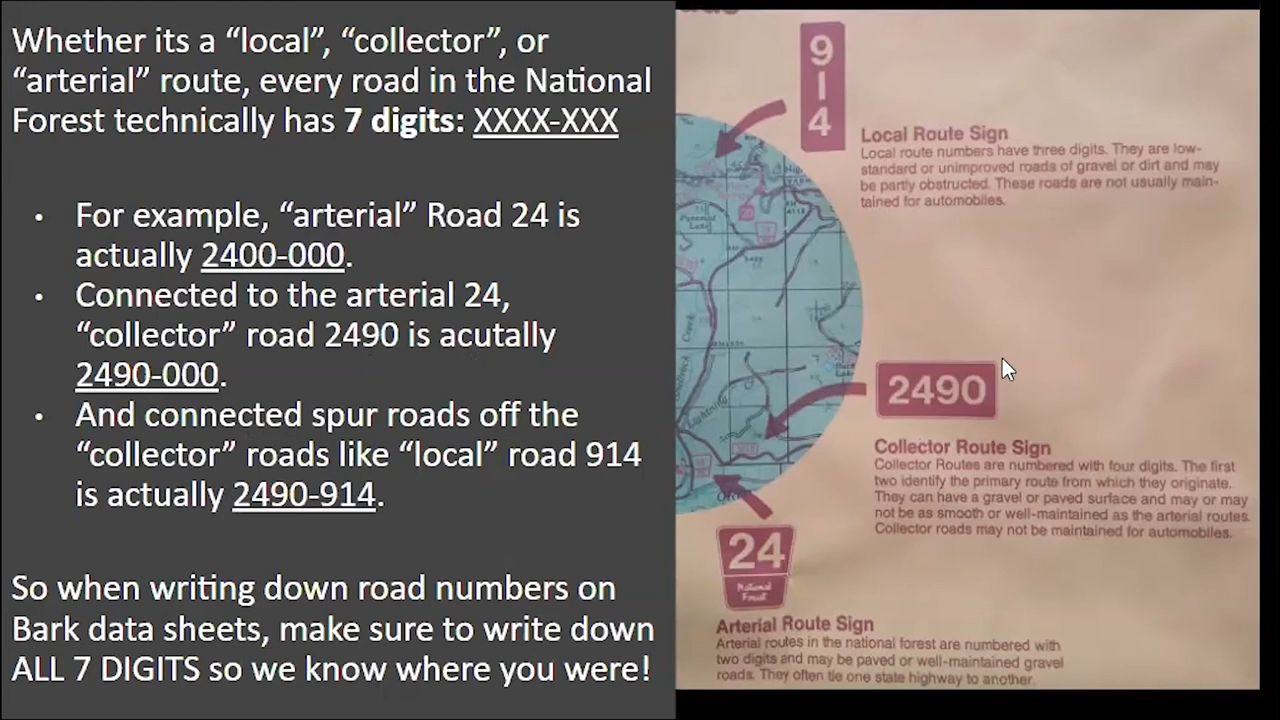 Whether its a “local”, “collector”, or
“arterial” route, every road in the National
Forest technically has 7 digits: XXXX-XXX
• For example, “arterial” Road 24 is
actually 2400-000.
• Connected to the arterial 24,
“collector” road 2490 is acutally
2490-000.
• And connected spur roads off the
“collector” roads like “local” road 914
is actually 2490-914.
So when writing down road numbers on
Bark data sheets, make sure to write down
ALL 7 DIGITS so we know where you were!
9
1
4
Local Route Sign
Local route numbers have three digits. They are low-
standard or unimproved roads of gravel or dirt and may
be partly obstructed. These roads are not usually main-
tained for automobiles.
2490
Collector Route Sign
Collector Routes are numbered with four digits. The first
two identify the primary route from which they originate.
They can have a gravel or paved surface and may or may
not be as smooth or well-maintained as the arterial routes.
Collector roads may not be maintained for automobiles.
24
National
Forest
Arterial Route Sign
Arterial routes in the national forest are numbered with
two digits and may be paved or well-maintained gravel
roads. They often tie one state highway to another.
Lightning
Creek